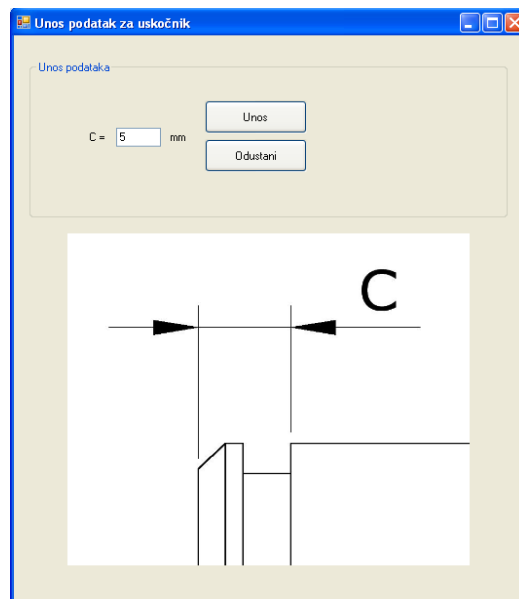 Unos podatak za uskočnik
Unos podataka
C = 5 mm
Unos
Odustani
C